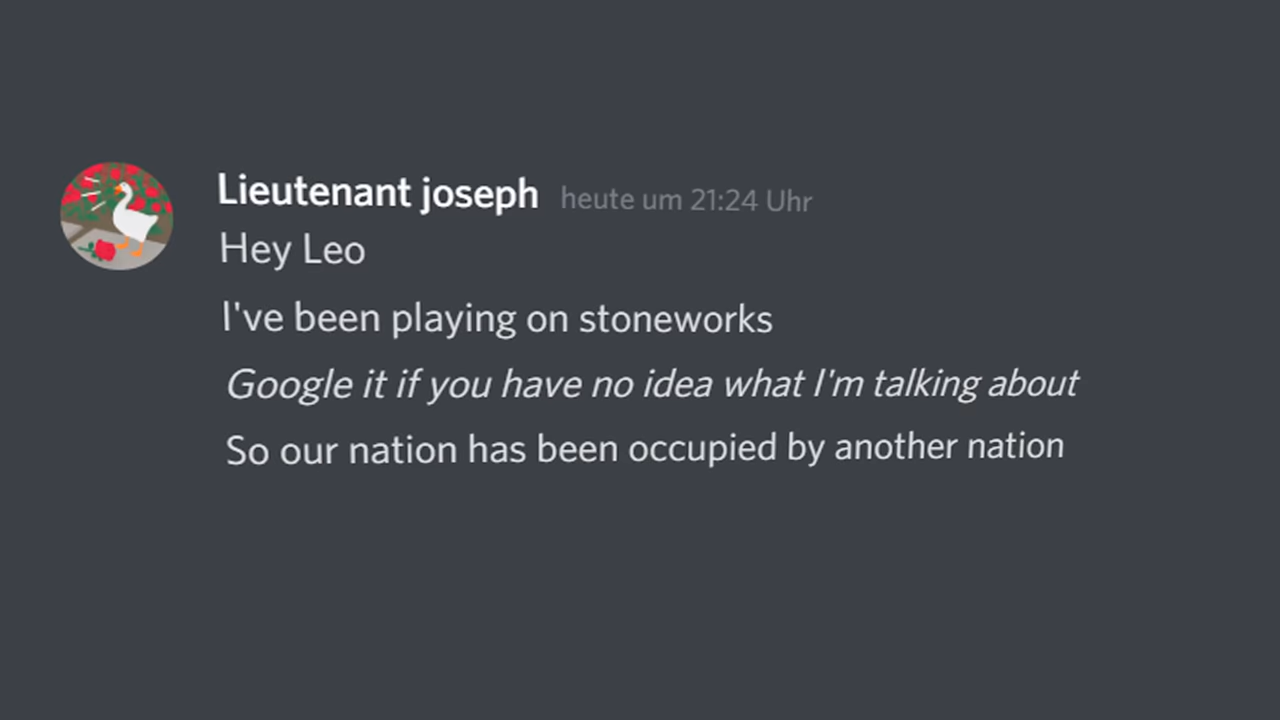 Lieutenant joseph heute um 21:24 Uhr
Hey Leo
I've been playing on stoneworks
Google it if you have no idea what I'm talking about
So our nation has been occupied by another nation